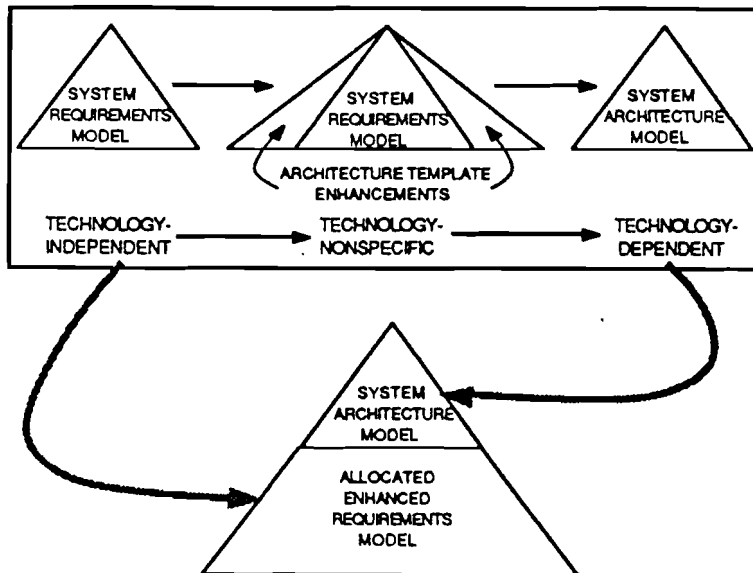 SYSTEM
REQUIREMENTS
MODEL
SYSTEM
REQUIREMENTS
MODEL
SYSTEM
ARCHITECTURE
MODEL
ARCHITECTURE TEMPLATE
ENHANCEMENTS
TECHNOLOGY-
INDEPENDENT
TECHNOLOGY-
NONSPECIFIC
TECHNOLOGY-
DEPENDENT
SYSTEM
ARCHITECTURE
MODEL
ALLOCATED
ENHANCED
REQUIREMENTS
MODEL